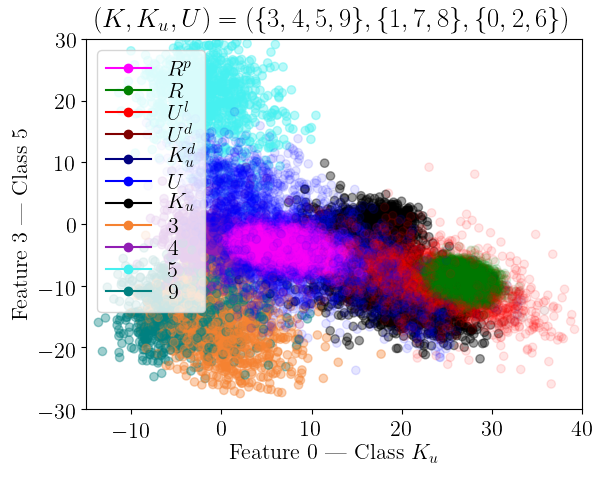 (K, K_u, U) = ({3, 4, 5, 9}, {1, 7, 8}, {0, 2, 6})
30
20
10
0
−10
−20
−30
Feature 3 — Class 5
R^p
R
U^l
U^d
K_u^d
U
K_u
3
4
5
9
−10
0
10
20
30
40
Feature 0 — Class K_u